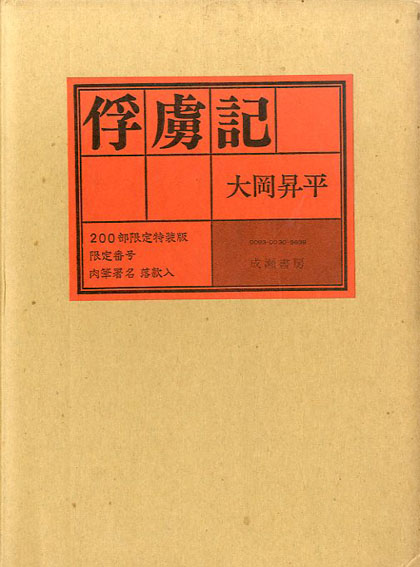 俘虜記
大岡昇平
200部限定特装版
限定番号
肉筆署名 落款入
成瀬書房